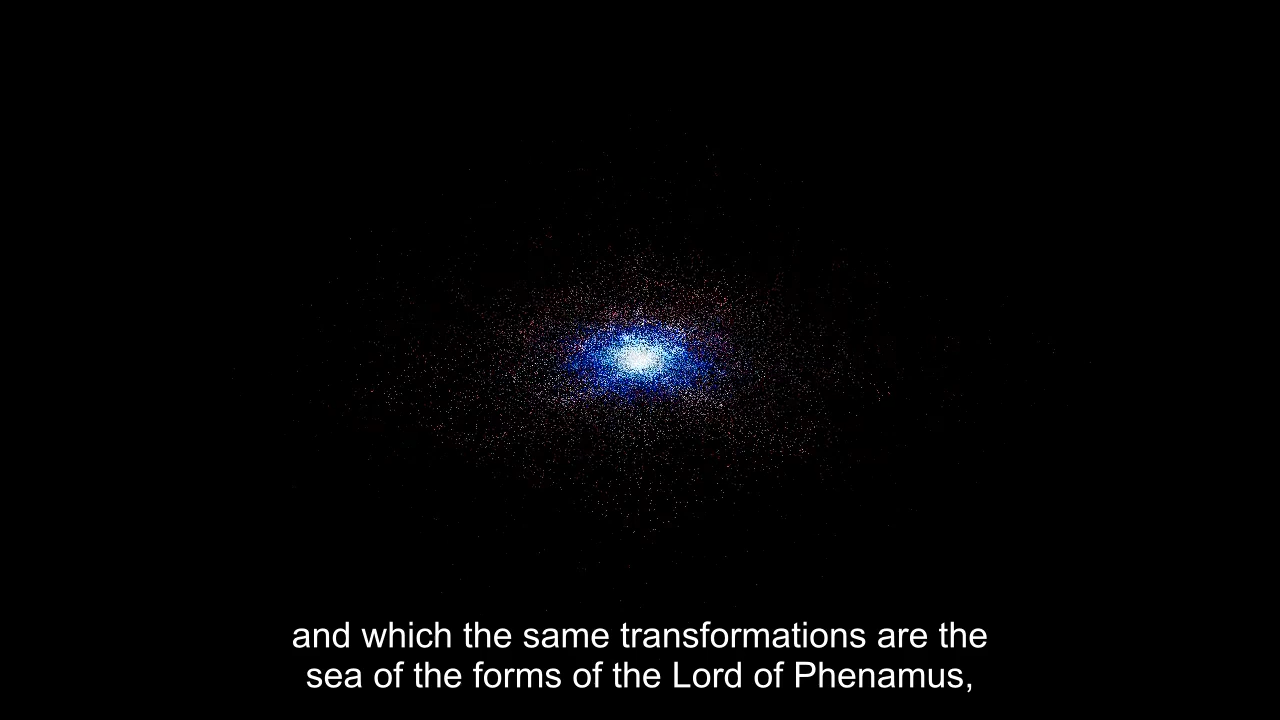 and which the same transformations are the
sea of the forms of the Lord of Phenamus,